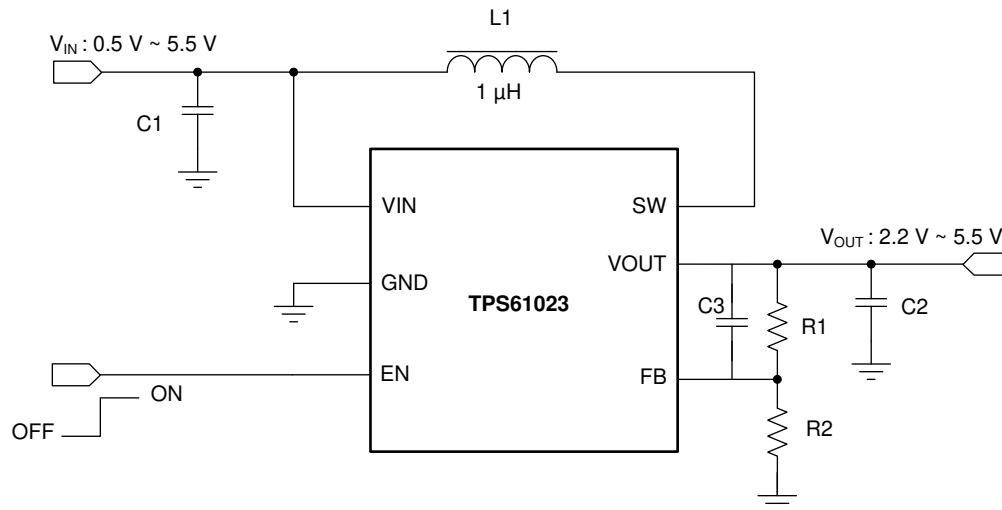 L1
V_IN : 0.5 V ~ 5.5 V
1 µH
C1
VIN
SW
V_OUT : 2.2 V ~ 5.5 V
VOUT
GND
TPS61023
C3
R1
C2
EN
FB
ON
OFF
R2